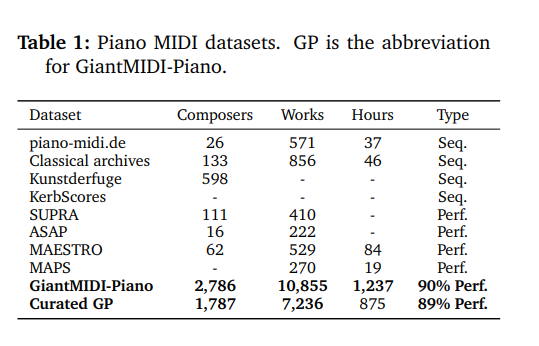 Table 1: Piano MIDI datasets. GP is the abbreviation
for GiantMIDI-Piano.
Dataset Composers Works Hours Type
piano-midi.de 26 571 37 Seq.
Classical archives 133 856 46 Seq.
Kunstderfuge 598 - - Seq.
KerbScores - - - Seq.
SUPRA 111 410 - Perf.
ASAP 16 222 - Perf.
MAESTRO 62 529 84 Perf.
MAPS - 270 19 Perf.
GiantMIDI-Piano 2,786 10,855 1,237 90% Perf.
Curated GP 1,787 7,236 875 89% Perf.